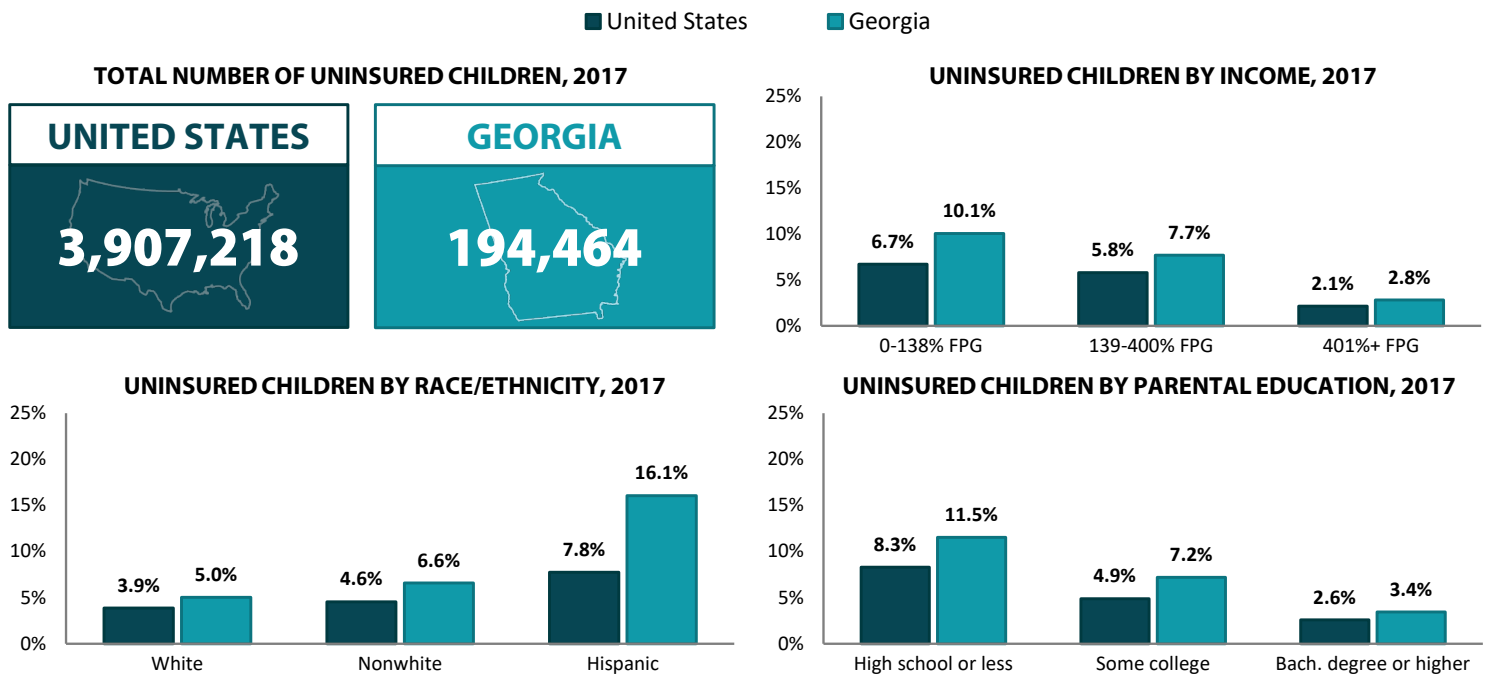 United States Georgia
TOTAL NUMBER OF UNINSURED CHILDREN, 2017
UNITED STATES
3,907,218
GEORGIA
194,464
UNINSURED CHILDREN BY INCOME, 2017
25%
20%
15%
10%
5%
0%
6.7% 10.1% 5.8% 7.7% 2.1% 2.8%
0-138% FPG 139-400% FPG 401%+ FPG
UNINSURED CHILDREN BY RACE/ETHNICITY, 2017
25%
20%
15%
10%
5%
0%
3.9% 5.0% 4.6% 6.6% 7.8% 16.1%
White Nonwhite Hispanic
UNINSURED CHILDREN BY PARENTAL EDUCATION, 2017
25%
20%
15%
10%
5%
0%
8.3% 11.5% 4.9% 7.2% 2.6% 3.4%
High school or less Some college Bach. degree or higher